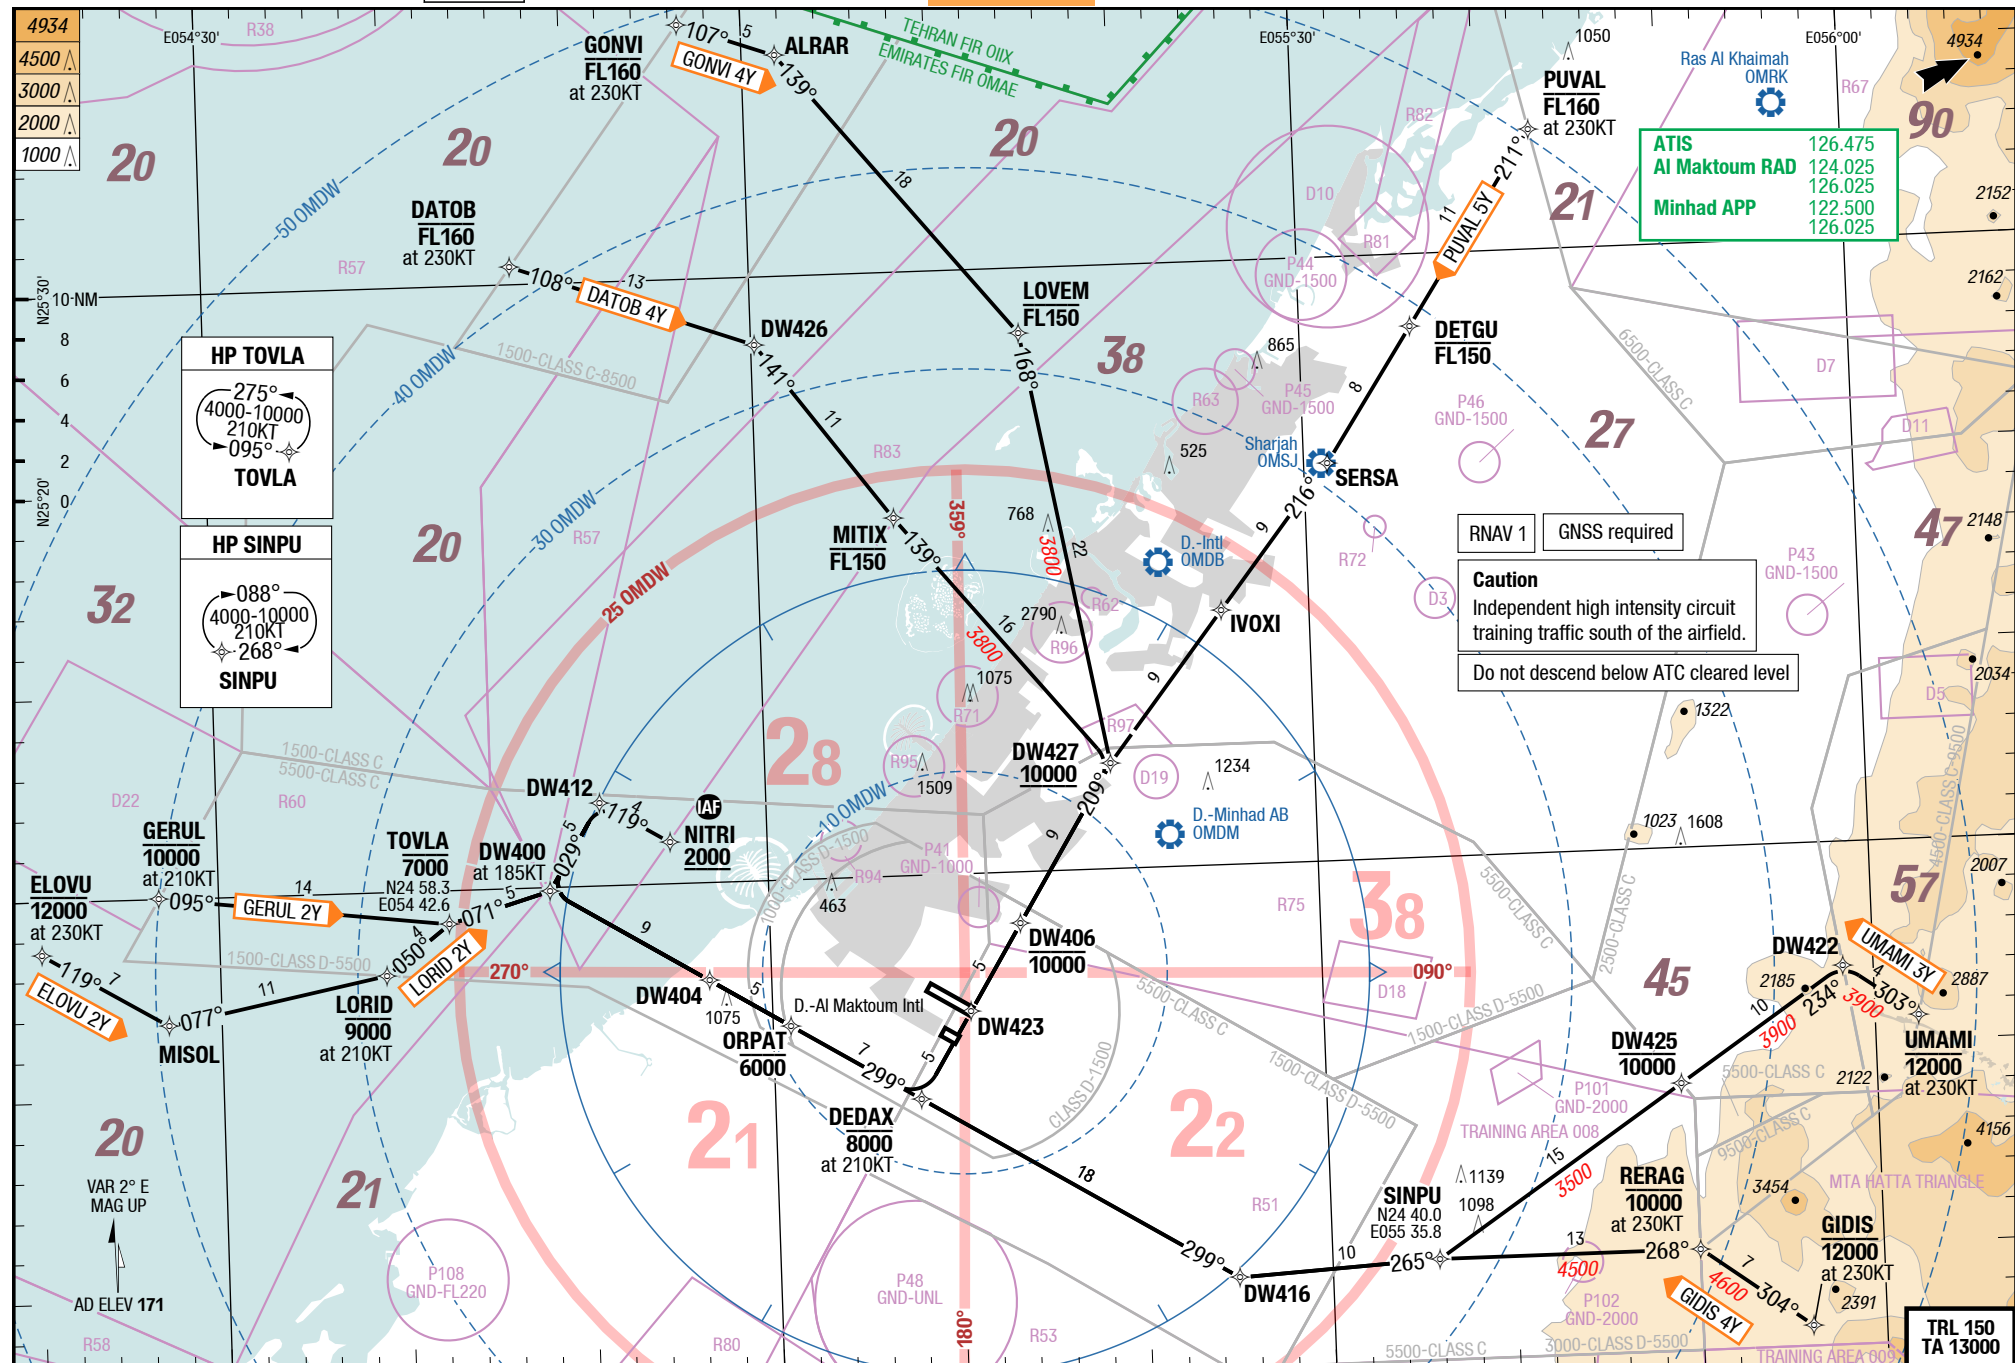 4934
4500
3000
2000
1000
E054°30'
R38
GONVI
FL160
at 230KT
107°
5
ALRAR
GONVI 4Y
139°
18
TEHRAN FIR OIIX
EMIRATES FIR OMAE
E055°30'
1050
E056°00'
Ras Al Khaimah
OMRK
R67
4934
90
PUVAL
FL160
at 230KT
R82
211°
11
PUVAL 5Y
21
ATIS 126.475
Al Maktoum RAD 124.025
126.025
Minhad APP 122.500
126.025
2152
2162
20
20
20
50 OMDW
DATOB
FL160
at 230KT
R57
108°
13
DATOB 4Y
DW426
141°
11
D10
R81
P44
GND-1500
LOVEM
FL150
168°
22
38
865
R63
P45
GND-1500
525
DETGU
FL150
8
P46
GND-1500
27
6500-CLASS C
D7
D11
N25°30'
10 NM
8
6
4
2
0
N25°20'
HP TOVLA
275°
4000-10000
210KT
095°
TOVLA
1500-CLASS C-8500
40 OMDW
R83
Sharjah
OMSJ
SERSA
216°
9
HP SINPU
088°
4000-10000
210KT
268°
SINPU
20
30 OMDW
R57
MITIX
FL150
139°
16
3800
359°
768
3800
D.-Intl
OMDB
R72
RNAV 1
GNSS required
47
2148
32
25 OMDW
2790
R62
R96
IVOXI
9
D3
P43
GND-1500
Caution
Independent high intensity circuit
training traffic south of the airfield.
Do not descend below ATC cleared level
2034
D5
1322
1075
R71
R97
28
DW427
10000
209°
9
D19
1234
R95
1509
D.-Minhad AB
OMDM
1500-CLASS C
5500-CLASS C
D22
R60
DW412
4
119°
IAF
NITRI
2000
10 OMDW
1000-CLASS D-1500
P41
GND-1000
R94
463
1023
1608
4500-CLASS C-9500
2007
57
GERUL
10000
at 210KT
095°
14
GERUL 2Y
TOVLA
7000
N24 58.3
E054 42.6
DW400
at 185KT
029°
5
071°
5
ELOVU
12000
at 230KT
119°
7
ELOVU 2Y
1500-CLASS D-5500
050°
4
LORID 2Y
270°
9
R75
38
5500-CLASS C
2500-CLASS C
DW406
10000
5
090°
D18
45
DW422
UMAMI 3Y
2185
4
303°
3900
2887
234°
10
3900
077°
11
MISOL
LORID
9000
at 210KT
DW404
5
1075
D.-Al Maktoum Intl
DW423
ORPAT
6000
7
299°
5
5500-CLASS C
1500-CLASS D-5500
1500-CLASS D-5500
CLASS D-1500
DW425
10000
UMAMI
12000
at 230KT
5500-CLASS C
2122
P101
GND-2000
TRAINING AREA 008
9500-CLASS C
4156
20
21
DEDAX
8000
at 210KT
21
22
18
VAR 2° E
MAG UP
AD ELEV 171
R58
P108
GND-FL220
R80
P48
GND-UNL
180°
R53
R51
299°
DW416
10
265°
SINPU
N24 40.0
E055 35.8
1139
1098
15
3500
RERAG
10000
at 230KT
3454
MTA HATTA TRIANGLE
13
268°
4500
P102
GND-2000
7
4600
304°
GIDIS 4Y
GIDIS
12000
at 230KT
2391
5500-CLASS C
3000-CLASS D-5500
TRAINING AREA 009
TRL 150
TA 13000